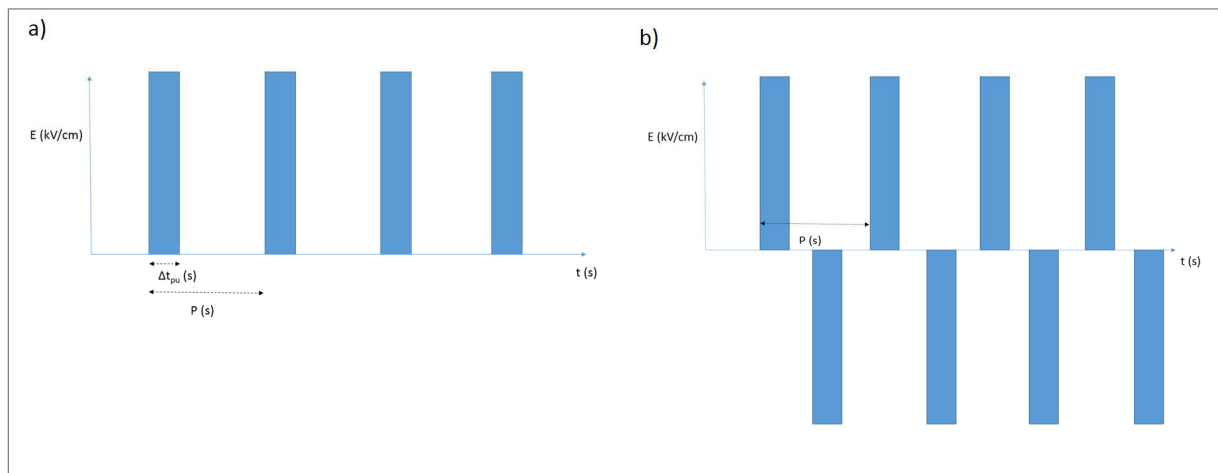 a)
E (kV/cm)
t (s)
Δtpu (s)
P (s)
b)
E (kV/cm)
P (s)
t (s)